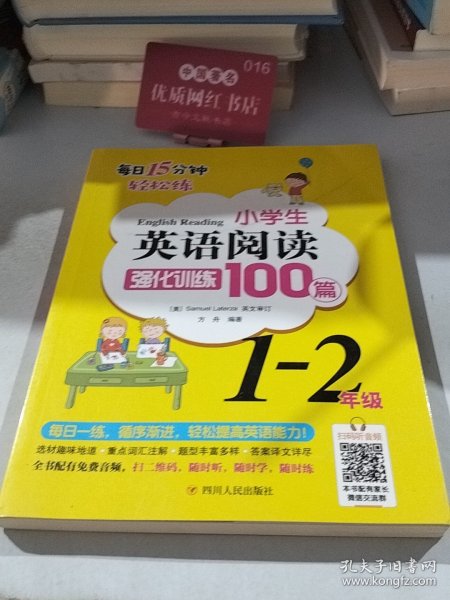 016
中国著名
优质网红书店
每日15分钟
轻松练
English Reading
小学生
英语阅读
强化训练100篇
[美] Samuel Laterza 英文审订
方丹 编著
1-2年级
每日一练，循序渐进，轻松提高英语能力！
选材趣味地道·重点词汇注解·题型丰富多样·答案译文详尽
全书配有免费音频，扫二维码，随时听，随时学，随时练
扫码听音频
本书配有家长
微信交流群
四川人民出版社
孔夫子旧书网
www.kongfz.com